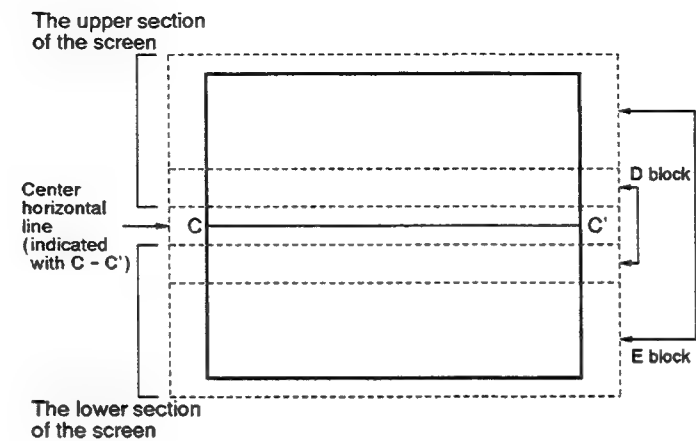 The upper section
of the screen
D block
Center
horizontal
line
(indicated
with C - C')
C
C'
E block
The lower section
of the screen